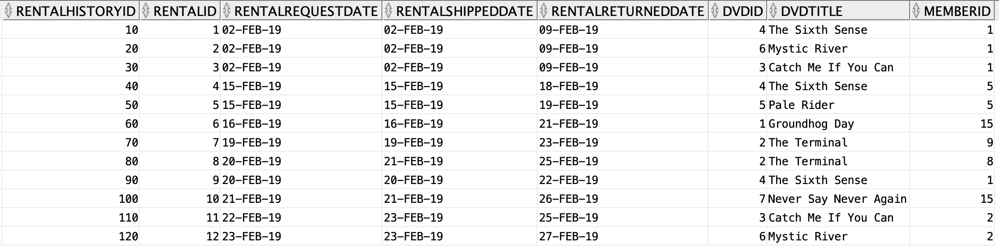 RENTALHISTORYID RENTALID RENTALREQUESTDATE RENTALSHIPPEDDATE RENTALRETURNEDDATE DVDID DVDTITLE MEMBERID
10 1 02-FEB-19 02-FEB-19 09-FEB-19 4 The Sixth Sense 1
20 2 02-FEB-19 02-FEB-19 09-FEB-19 6 Mystic River 1
30 3 02-FEB-19 02-FEB-19 09-FEB-19 3 Catch Me If You Can 1
40 4 15-FEB-19 15-FEB-19 18-FEB-19 4 The Sixth Sense 5
50 5 15-FEB-19 15-FEB-19 19-FEB-19 5 Pale Rider 5
60 6 16-FEB-19 16-FEB-19 21-FEB-19 1 Groundhog Day 15
70 7 19-FEB-19 19-FEB-19 23-FEB-19 2 The Terminal 9
80 8 20-FEB-19 21-FEB-19 25-FEB-19 2 The Terminal 8
90 9 20-FEB-19 20-FEB-19 22-FEB-19 4 The Sixth Sense 1
100 10 21-FEB-19 21-FEB-19 26-FEB-19 7 Never Say Never Again 15
110 11 22-FEB-19 23-FEB-19 25-FEB-19 3 Catch Me If You Can 2
120 12 23-FEB-19 23-FEB-19 27-FEB-19 6 Mystic River 2